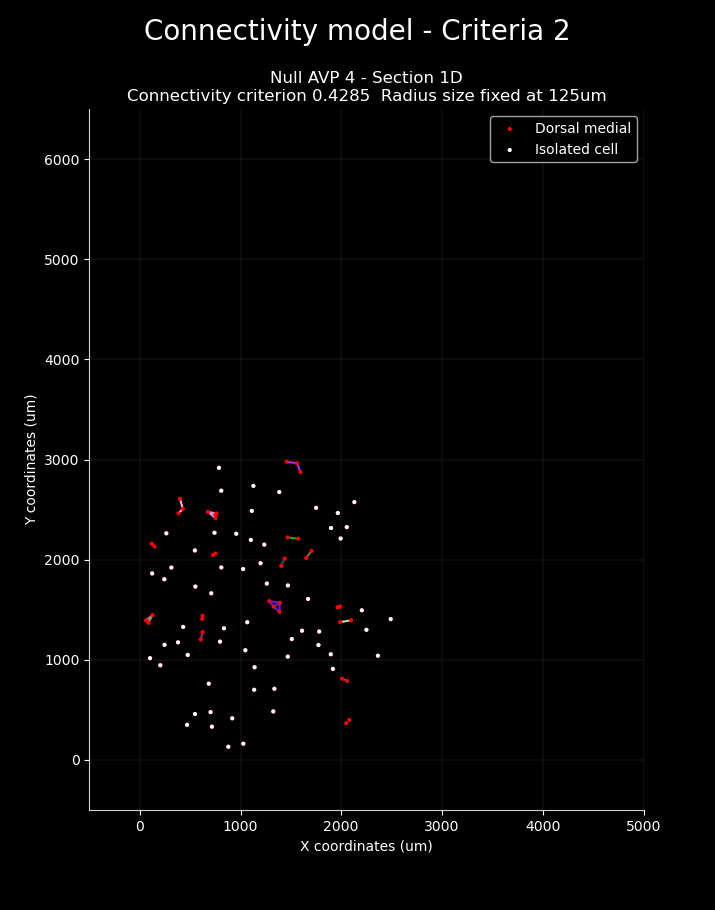 Connectivity model - Criteria 2
Null AVP 4 - Section 1D
Connectivity criterion 0.4285  Radius size fixed at 125um
Dorsal medial
Isolated cell
6000
5000
4000
3000
2000
1000
0
Y coordinates (um)
0 1000 2000 3000 4000 5000
X coordinates (um)